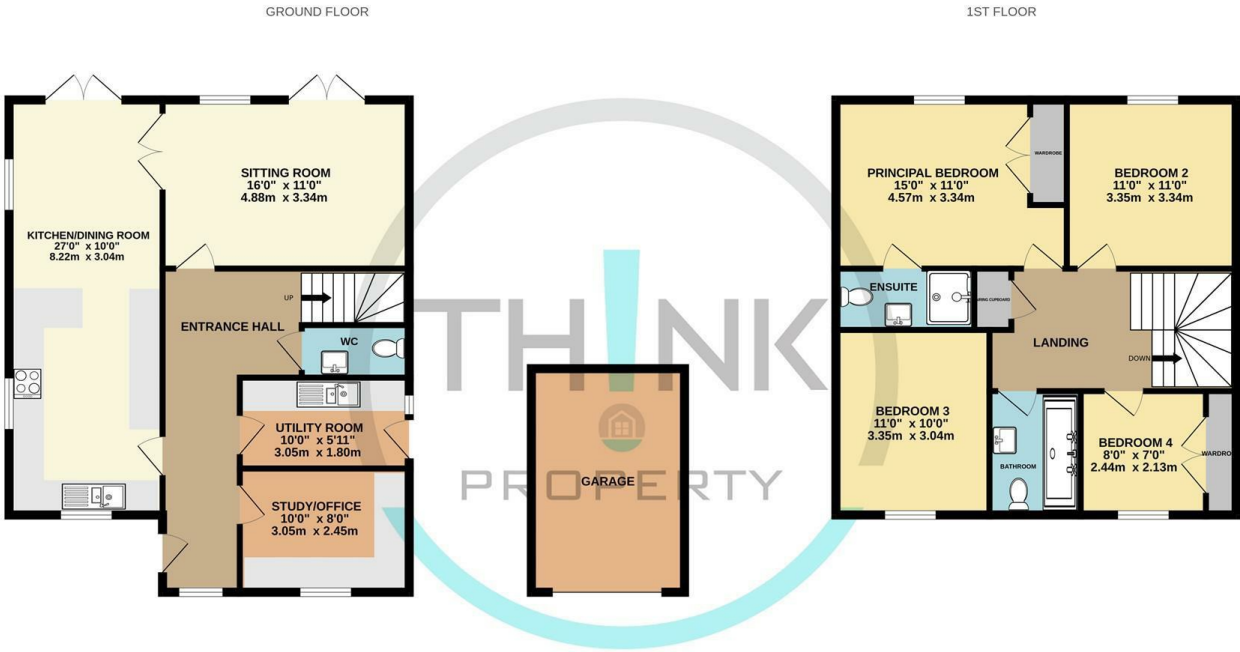 GROUND FLOOR
1ST FLOOR
KITCHEN/DINING ROOM
27'0" x 10'0"
8.22m x 3.04m
SITTING ROOM
16'0" x 11'0"
4.88m x 3.34m
ENTRANCE HALL
UP
WC
UTILITY ROOM
10'0" x 5'11"
3.05m x 1.80m
STUDY/OFFICE
10'0" x 8'0"
3.05m x 2.45m
TH!NK
PROPERTY
GARAGE
PRINCIPAL BEDROOM
15'0" x 11'0"
4.57m x 3.34m
WARDROBE
BEDROOM 2
11'0" x 11'0"
3.35m x 3.34m
ENSUITE
CUPBOARD
LANDING
DOWN
BEDROOM 3
11'0" x 10'0"
3.35m x 3.04m
BATHROOM
BEDROOM 4
8'0" x 7'0"
2.44m x 2.13m
WARDRO